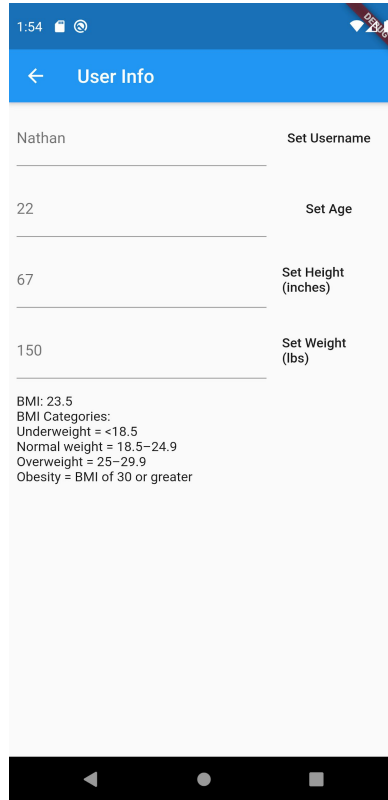 1:54
DEBUG
User Info
Nathan
Set Username
22
Set Age
67
Set Height
(inches)
150
Set Weight
(lbs)
BMI: 23.5
BMI Categories:
Underweight = <18.5
Normal weight = 18.5–24.9
Overweight = 25–29.9
Obesity = BMI of 30 or greater